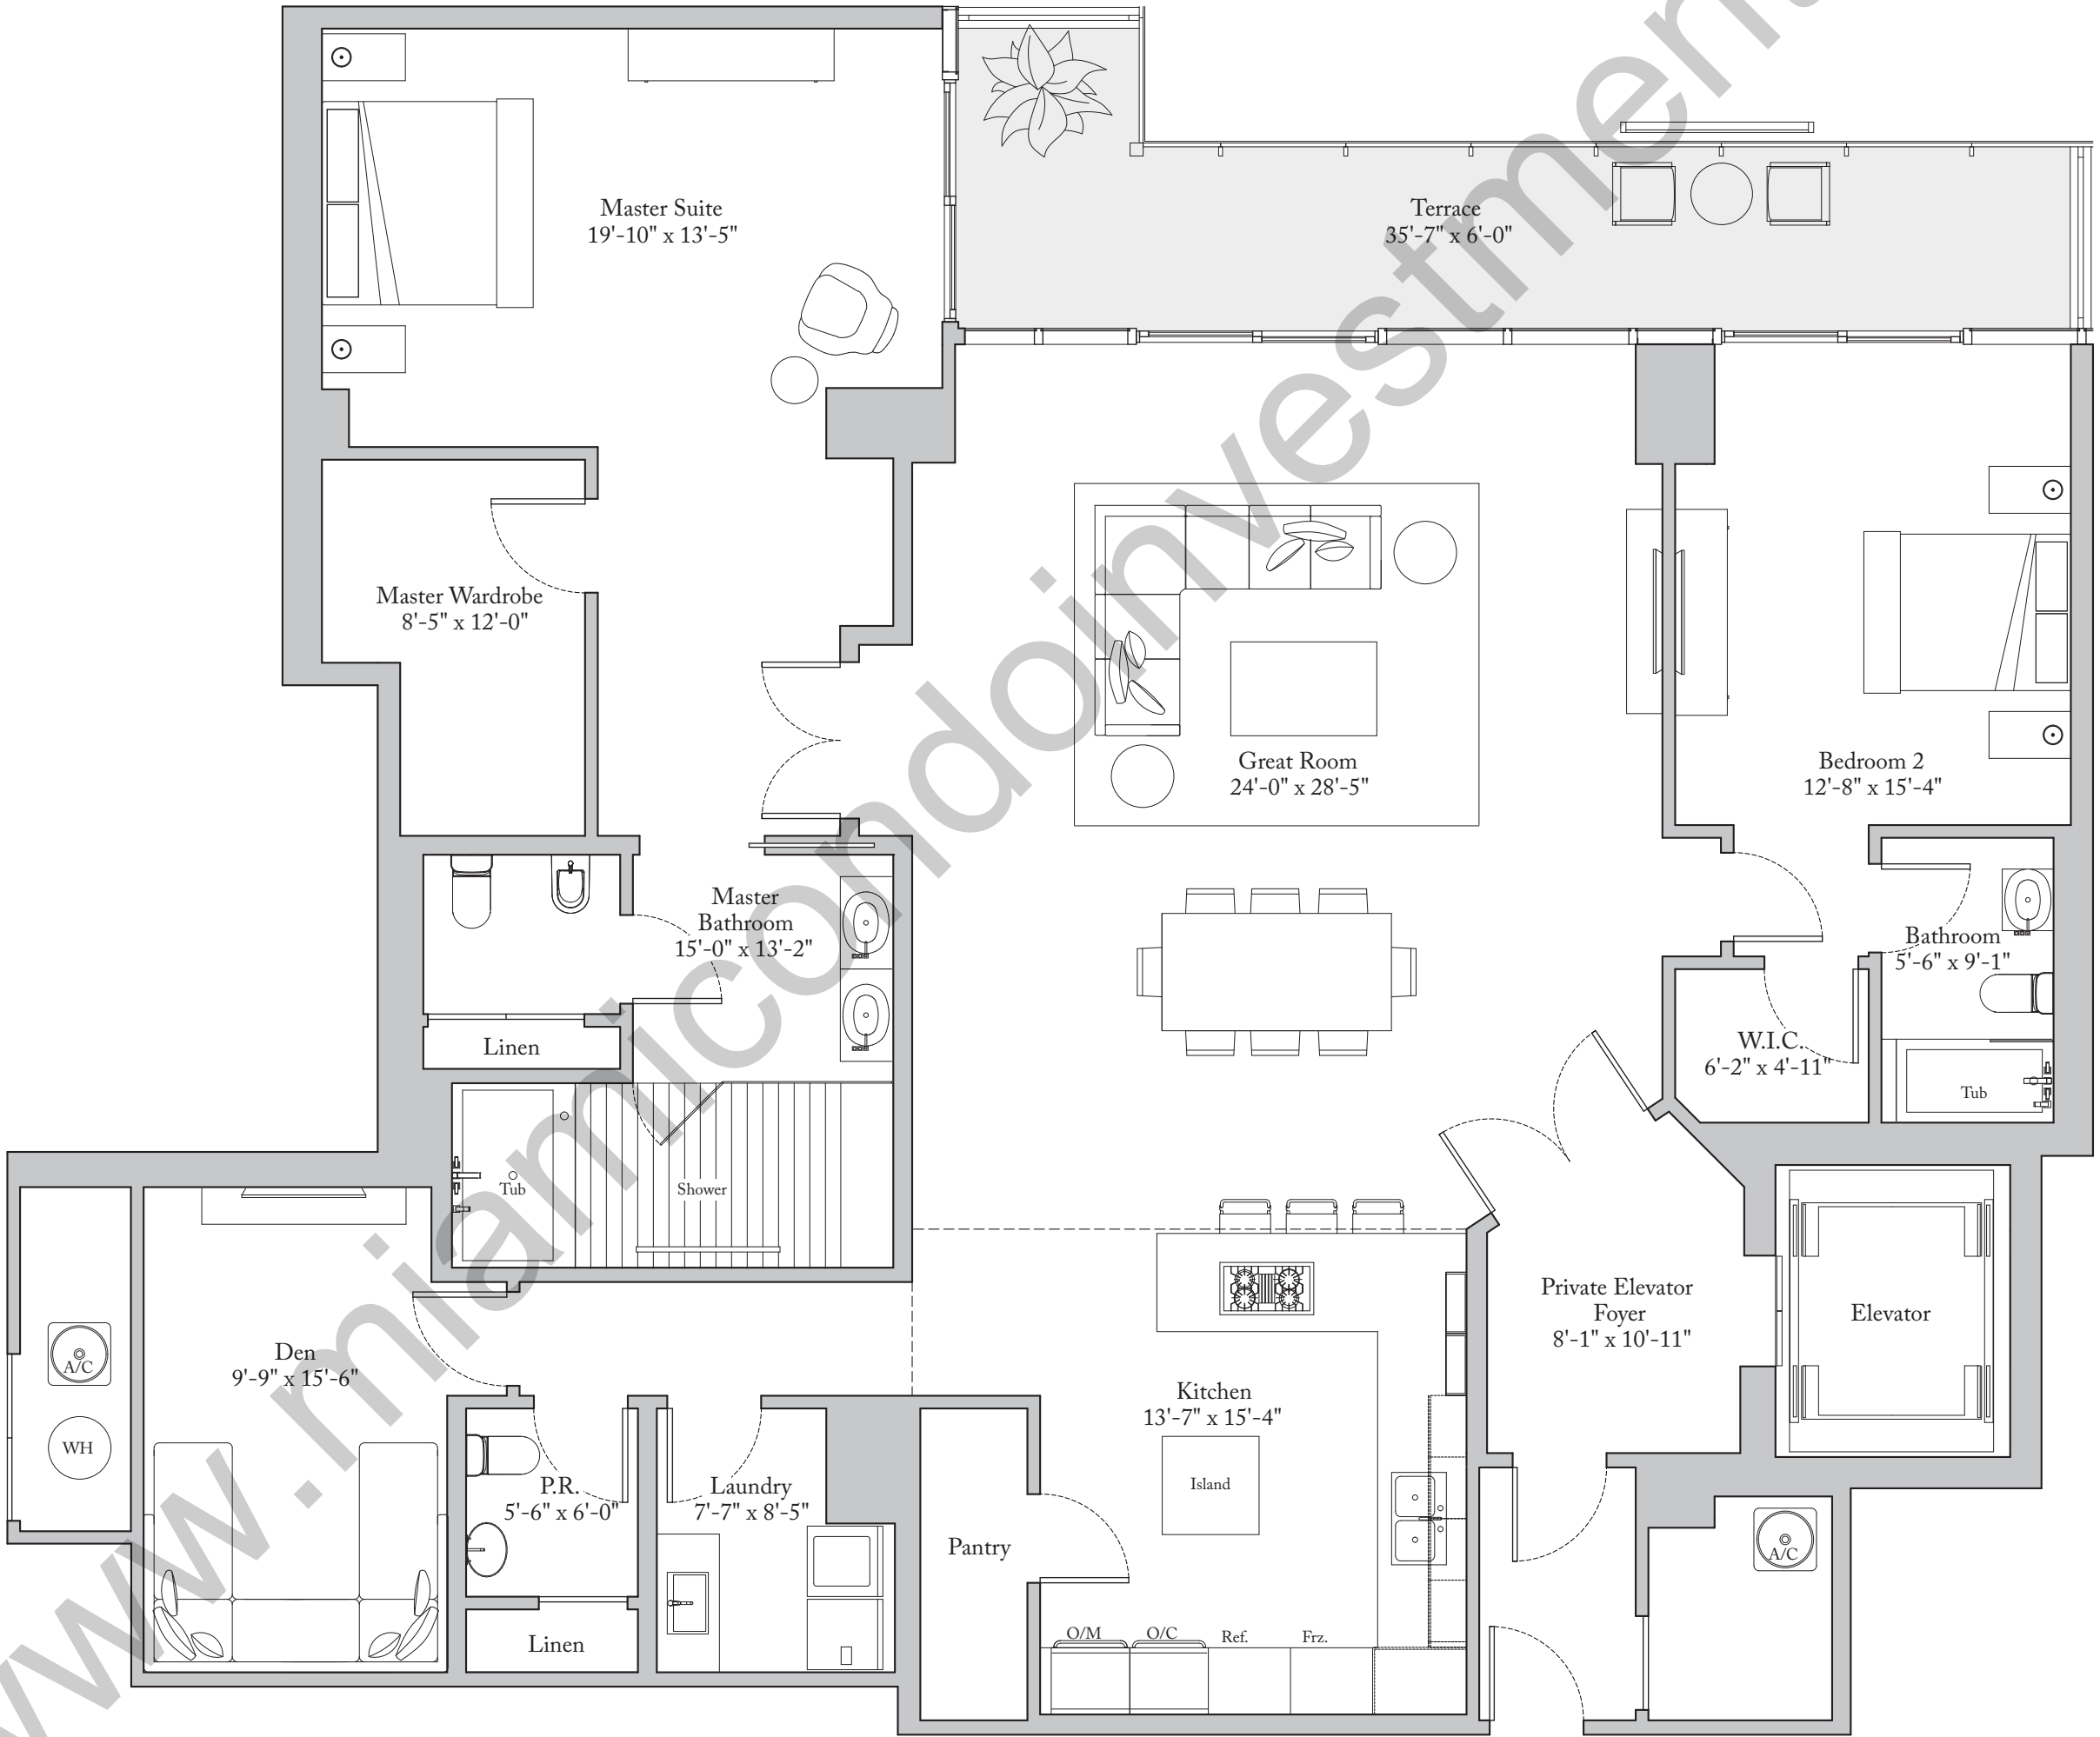 Master Suite
19'-10" x 13'-5"
Terrace
35'-7" x 6'-0"
Master Wardrobe
8'-5" x 12'-0"
Great Room
24'-0" x 28'-5"
Bedroom 2
12'-8" x 15'-4"
Master
Bathroom
15'-0" x 13'-2"
Bathroom
5'-6" x 9'-1"
Linen
W.I.C.
6'-2" x 4'-11"
Tub
Tub
Shower
Private Elevator
Foyer
8'-1" x 10'-11"
Elevator
Den
9'-9" x 15'-6"
A/C
WH
Kitchen
13'-7" x 15'-4"
Island
P.R.
5'-6" x 6'-0"
Laundry
7'-7" x 8'-5"
Pantry
A/C
Linen
O/M
O/C
Ref.
Frz.
www.miamicondoinvestment